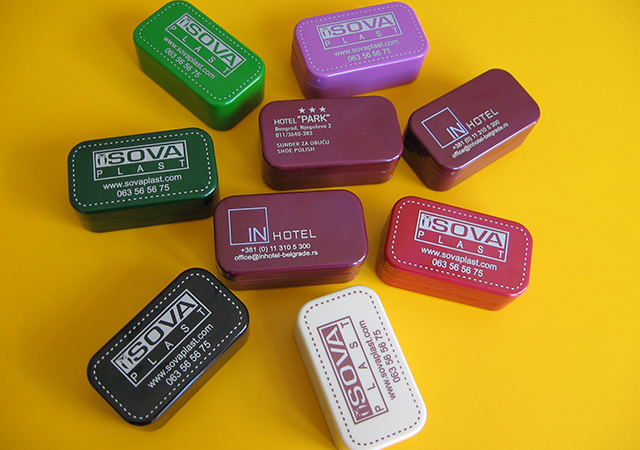 SOVA
PLAST
www.sovaplast.com
063 56 56 75
SOVA
PLAST
www.sovaplast.com
063 56 56 75
HOTEL "PARK"
Beograd, Njegoševa 2
011/3640-383
SUNĐER ZA OBUĆU
SHOE POLISH
IN HOTEL
+381 (0) 11 310 5 300
office@inhotel-belgrade.rs
SOVA
PLAST
www.sovaplast.com
063 56 56 75
IN HOTEL
+381 (0) 11 310 5 300
office@inhotel-belgrade.rs
SOVA
PLAST
www.sovaplast.com
063 56 56 75
SOVA
PLAST
www.sovaplast.com
063 56 56 75
SOVA
PLAST
www.sovaplast.com
063 56 56 75